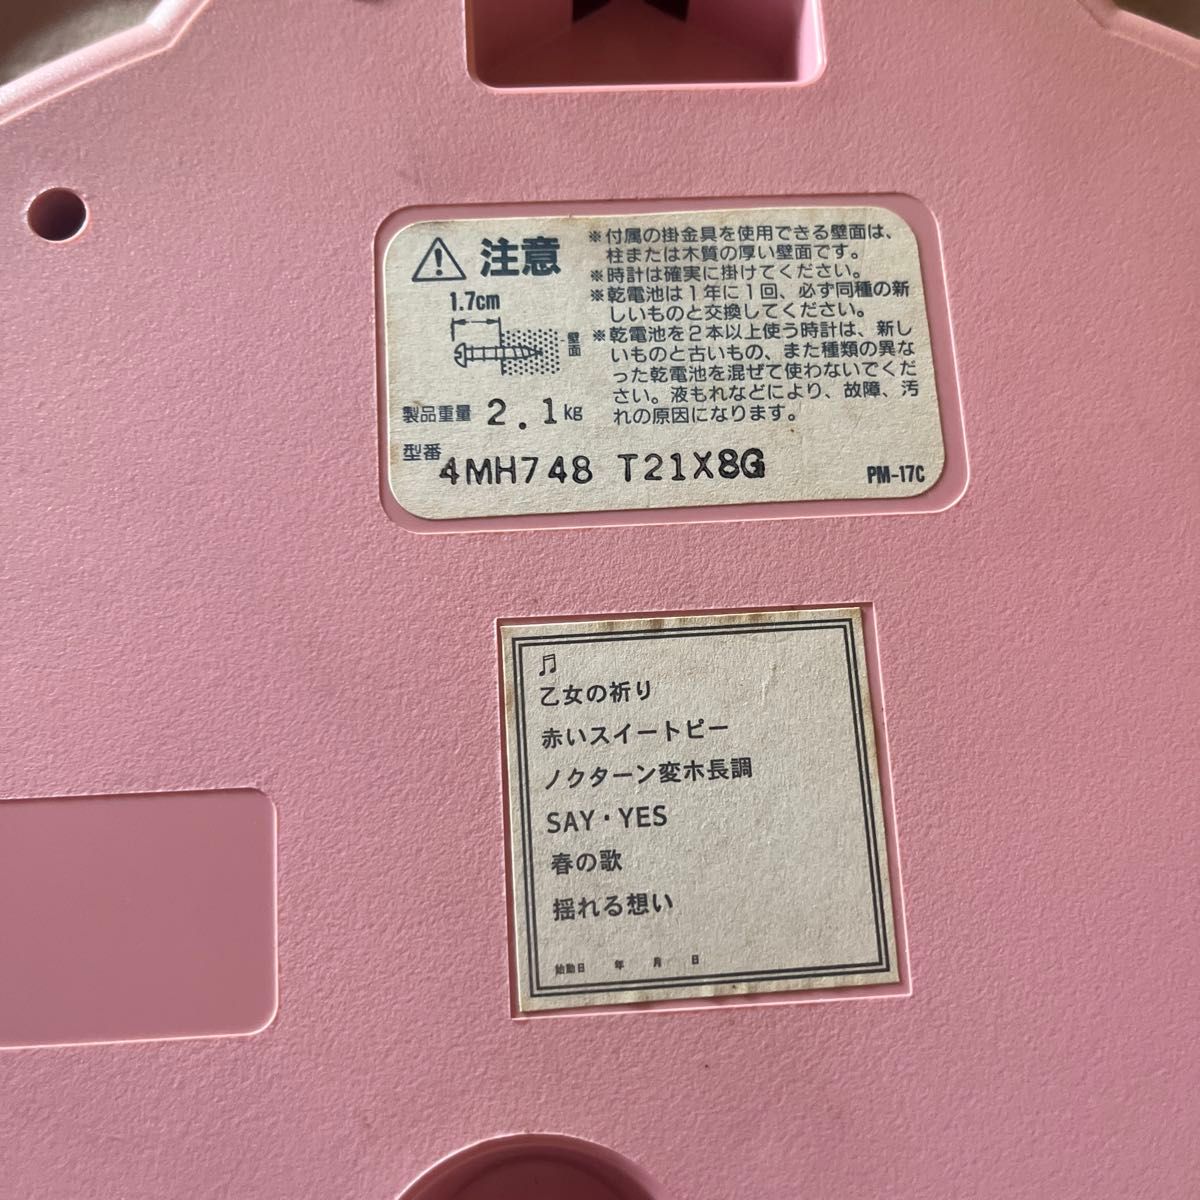 注意
1.7cm
壁面
製品重量 2.1kg
※付属の掛金具を使用できる壁面は、
柱または木質の厚い壁面です。
※時計は確実に掛けてください。
※乾電池は1年に1回、必ず同種の新
しいものと交換してください。
※乾電池を2本以上使う時計は、新し
いものと古いもの、また種類の異な
った乾電池を混ぜて使わないでくだ
さい。液もれなどにより、故障、汚
れの原因になります。
型番 4MH748 T21X8G
PM-17C
♬
乙女の祈り
赤いスイートピー
ノクターン変ホ長調
SAY・YES
春の歌
揺れる想い
始動日 年 月 日